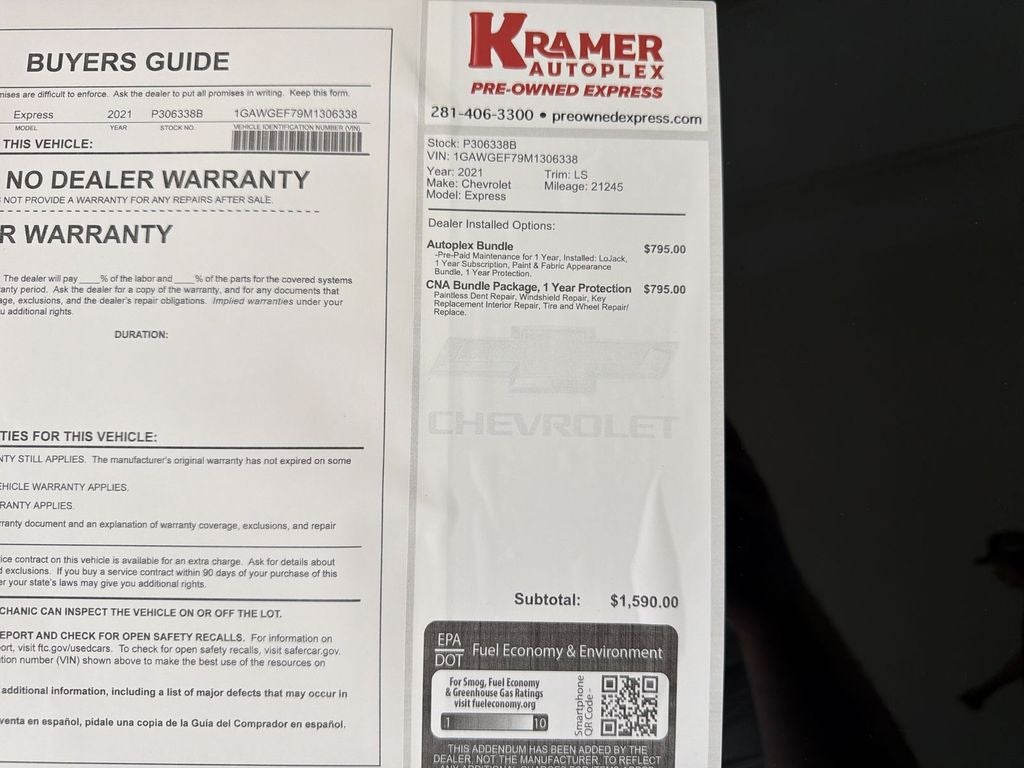 BUYERS GUIDE
mises are difficult to enforce. Ask the dealer to put all promises in writing. Keep this form.
Express 2021 P306338B 1GAWGEF79M1306338
MODEL YEAR STOCK NO. VEHICLE IDENTIFICATION NUMBER (VIN)
THIS VEHICLE:
NO DEALER WARRANTY
NOT PROVIDE A WARRANTY FOR ANY REPAIRS AFTER SALE.
R WARRANTY
The dealer will pay ____% of the labor and ____% of the parts for the covered systems
anty period. Ask the dealer for a copy of the warranty, and for any documents that
age, exclusions, and the dealer's repair obligations. Implied warranties under your
u additional rights.
DURATION:
TIES FOR THIS VEHICLE:
NTY STILL APPLIES. The manufacturer's original warranty has not expired on some
EHICLE WARRANTY APPLIES.
RANTY APPLIES.
rranty document and an explanation of warranty coverage, exclusions, and repair
ice contract on this vehicle is available for an extra charge. Ask for details about
d exclusions. If you buy a service contract within 90 days of your purchase of this
er your state's laws may give you additional rights.
CHANIC CAN INSPECT THE VEHICLE ON OR OFF THE LOT.
EPORT AND CHECK FOR OPEN SAFETY RECALLS. For information on
ort, visit ftc.gov/usedcars. To check for open safety recalls, visit safercar.gov.
tion number (VIN) shown above to make the best use of the resources on
additional information, including a list of major defects that may occur in
venta en español, pídale una copia de la Guía del Comprador en español.
KRAMER
AUTOPLEX
PRE-OWNED EXPRESS
281-406-3300 • preownedexpress.com
Stock: P306338B
VIN: 1GAWGEF79M1306338
Year: 2021 Trim: LS
Make: Chevrolet Mileage: 21245
Model: Express
Dealer Installed Options:
Autoplex Bundle $795.00
-Pre-Paid Maintenance for 1 Year, Installed: LoJack,
1 Year Subscription, Paint & Fabric Appearance
Bundle, 1 Year Protection.
CNA Bundle Package, 1 Year Protection $795.00
Paintless Dent Repair, Windshield Repair, Key
Replacement Interior Repair, Tire and Wheel Repair/
Replace.
CHEVROLET
Subtotal: $1,590.00
EPA
DOT
Fuel Economy & Environment
For Smog, Fuel Economy
& Greenhouse Gas Ratings
visit fueleconomy.org
1 10
Smartphone
QR Code -
THIS ADDENDUM HAS BEEN ADDED BY THE
DEALER, NOT THE MANUFACTURER, TO REFLECT
ANY ADDITIONAL CHARGES FOR ITEMS ADDED